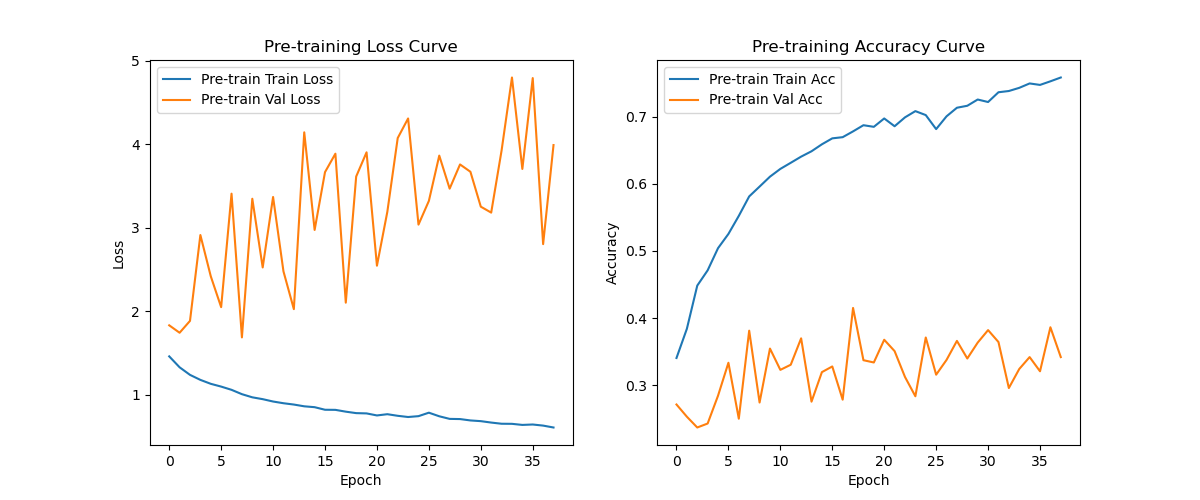 Pre-training Loss Curve
Pre-train Train Loss
Pre-train Val Loss
5
4
3
2
1
Loss
0 5 10 15 20 25 30 35
Epoch
Pre-training Accuracy Curve
Pre-train Train Acc
Pre-train Val Acc
0.7
0.6
0.5
0.4
0.3
Accuracy
0 5 10 15 20 25 30 35
Epoch